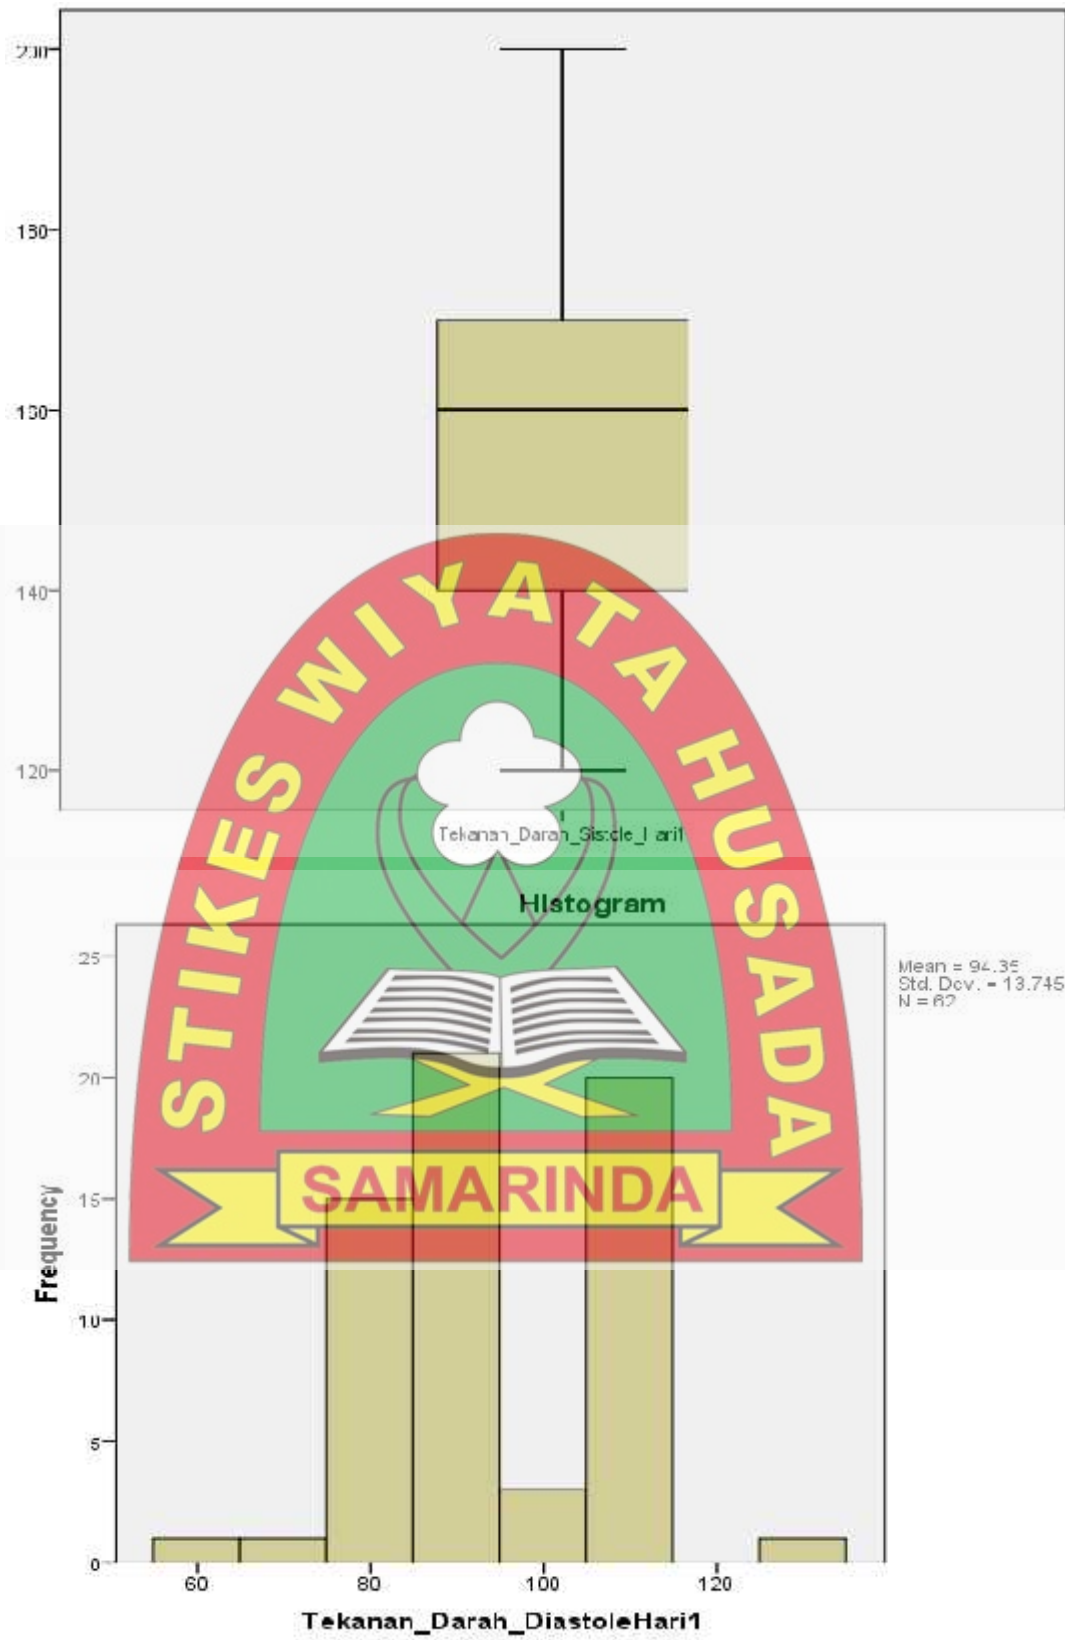 200
180
160
140
120
Tekanan_Darah_Sistole_Hari1
STIKES WIYATA HUSADA
SAMARINDA
Histogram
25
20
15
10
5
0
Frequency
60
80
100
120
Tekanan_Darah_DiastoleHari1
Mean = 94.35
Std. Dev. = 13.745
N = 62